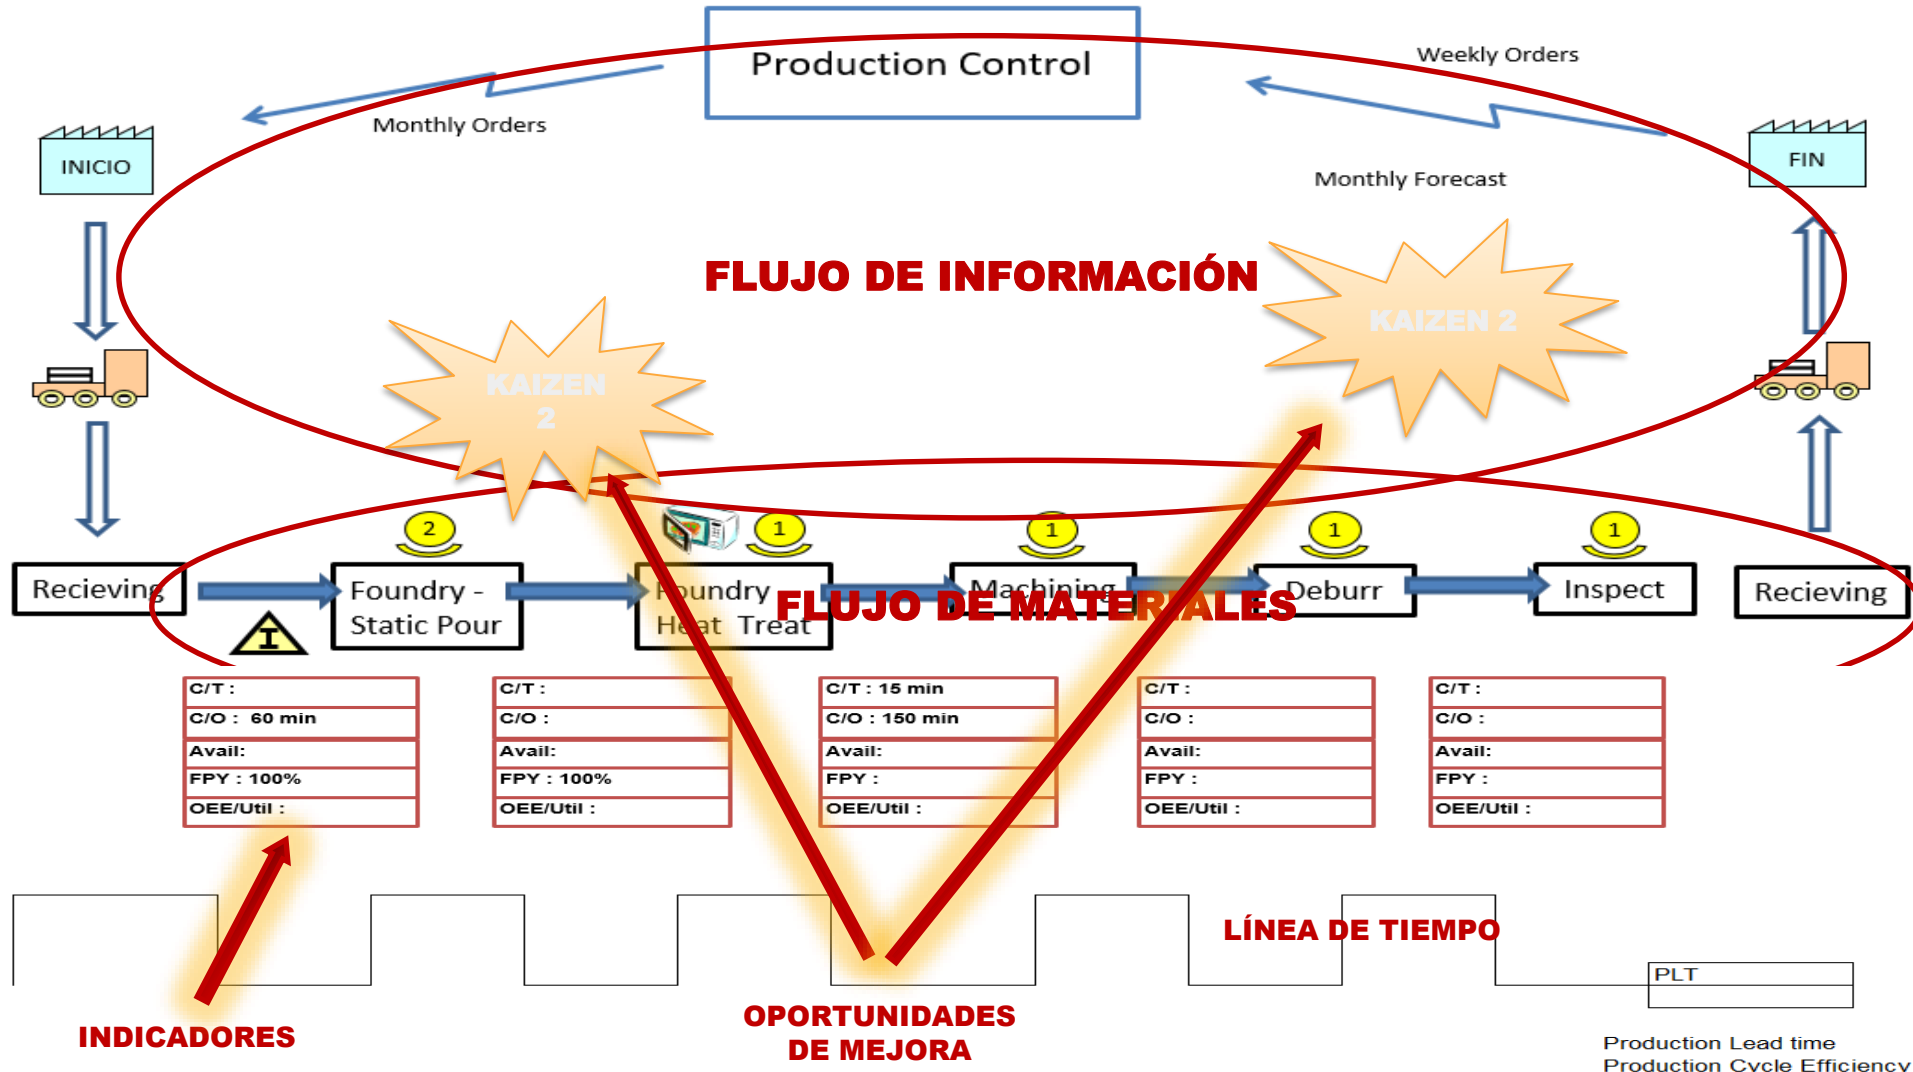 Production Control
Weekly Orders
Monthly Orders
INICIO
FIN
Monthly Forecast
FLUJO DE INFORMACIÓN
KAIZEN 2
KAIZEN
2
2
1
1
1
1
Recieving
Foundry -
Static Pour
Foundry
Heat Treat
Machining
Deburr
Inspect
Recieving
FLUJO DE MATERIALES
I
C/T :
C/O : 60 min
Avail:
FPY : 100%
OEE/Util :
C/T :
C/O :
Avail:
FPY : 100%
OEE/Util :
C/T : 15 min
C/O : 150 min
Avail:
FPY :
OEE/Util :
C/T :
C/O :
Avail:
FPY :
OEE/Util :
C/T :
C/O :
Avail:
FPY :
OEE/Util :
LÍNEA DE TIEMPO
PLT
INDICADORES
OPORTUNIDADES
DE MEJORA
Production Lead time
Production Cycle Efficiency